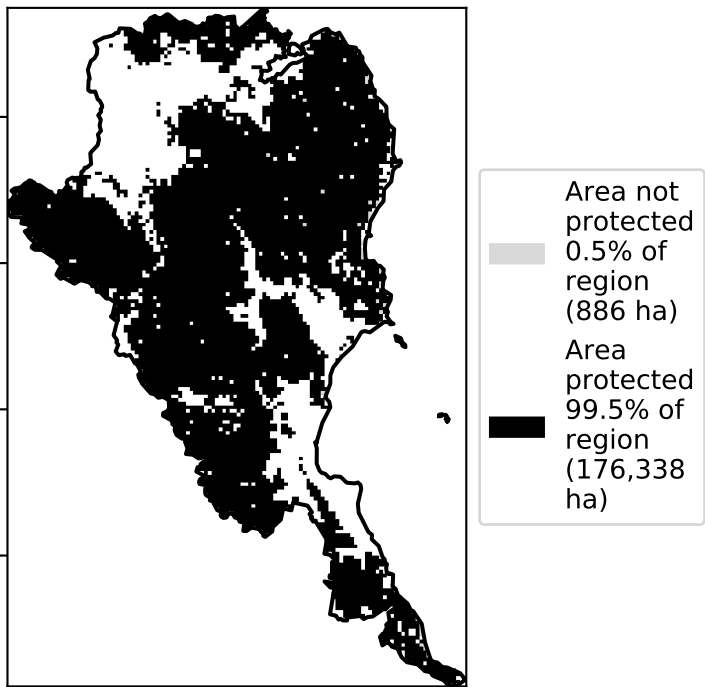 Area not
protected
0.5% of
region
(886 ha)
Area
protected
99.5% of
region
(176,338
ha)